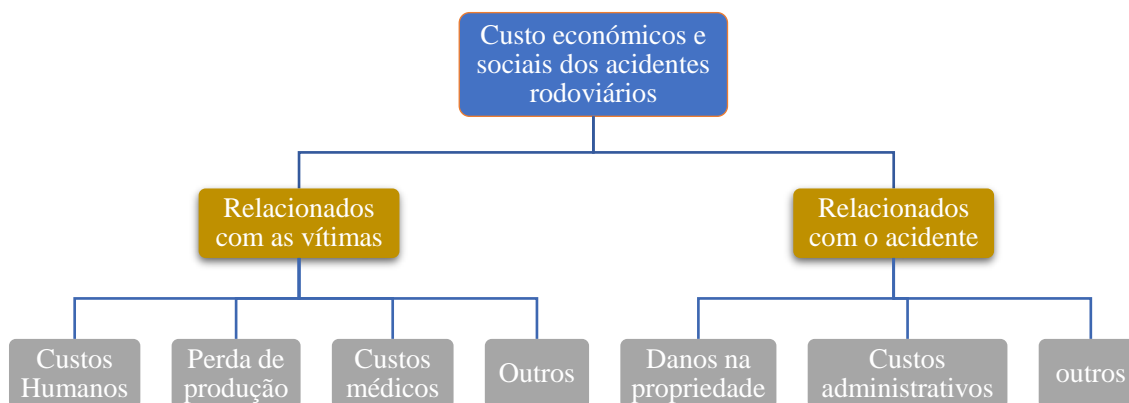 Custo económicos e
sociais dos acidentes
rodoviários
Relacionados
com as vítimas
Relacionados
com o acidente
Custos
Humanos
Perda de
produção
Custos
médicos
Outros
Danos na
propriedade
Custos
administrativos
outros